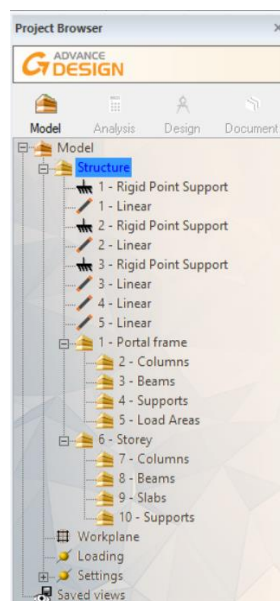 Project Browser
ADVANCE
DESIGN
Model Analysis Design Document
Model
Structure
1 - Rigid Point Support
1 - Linear
2 - Rigid Point Support
2 - Linear
3 - Rigid Point Support
3 - Linear
4 - Linear
5 - Linear
1 - Portal frame
2 - Columns
3 - Beams
4 - Supports
5 - Load Areas
6 - Storey
7 - Columns
8 - Beams
9 - Slabs
10 - Supports
Workplane
Loading
Settings
Saved views